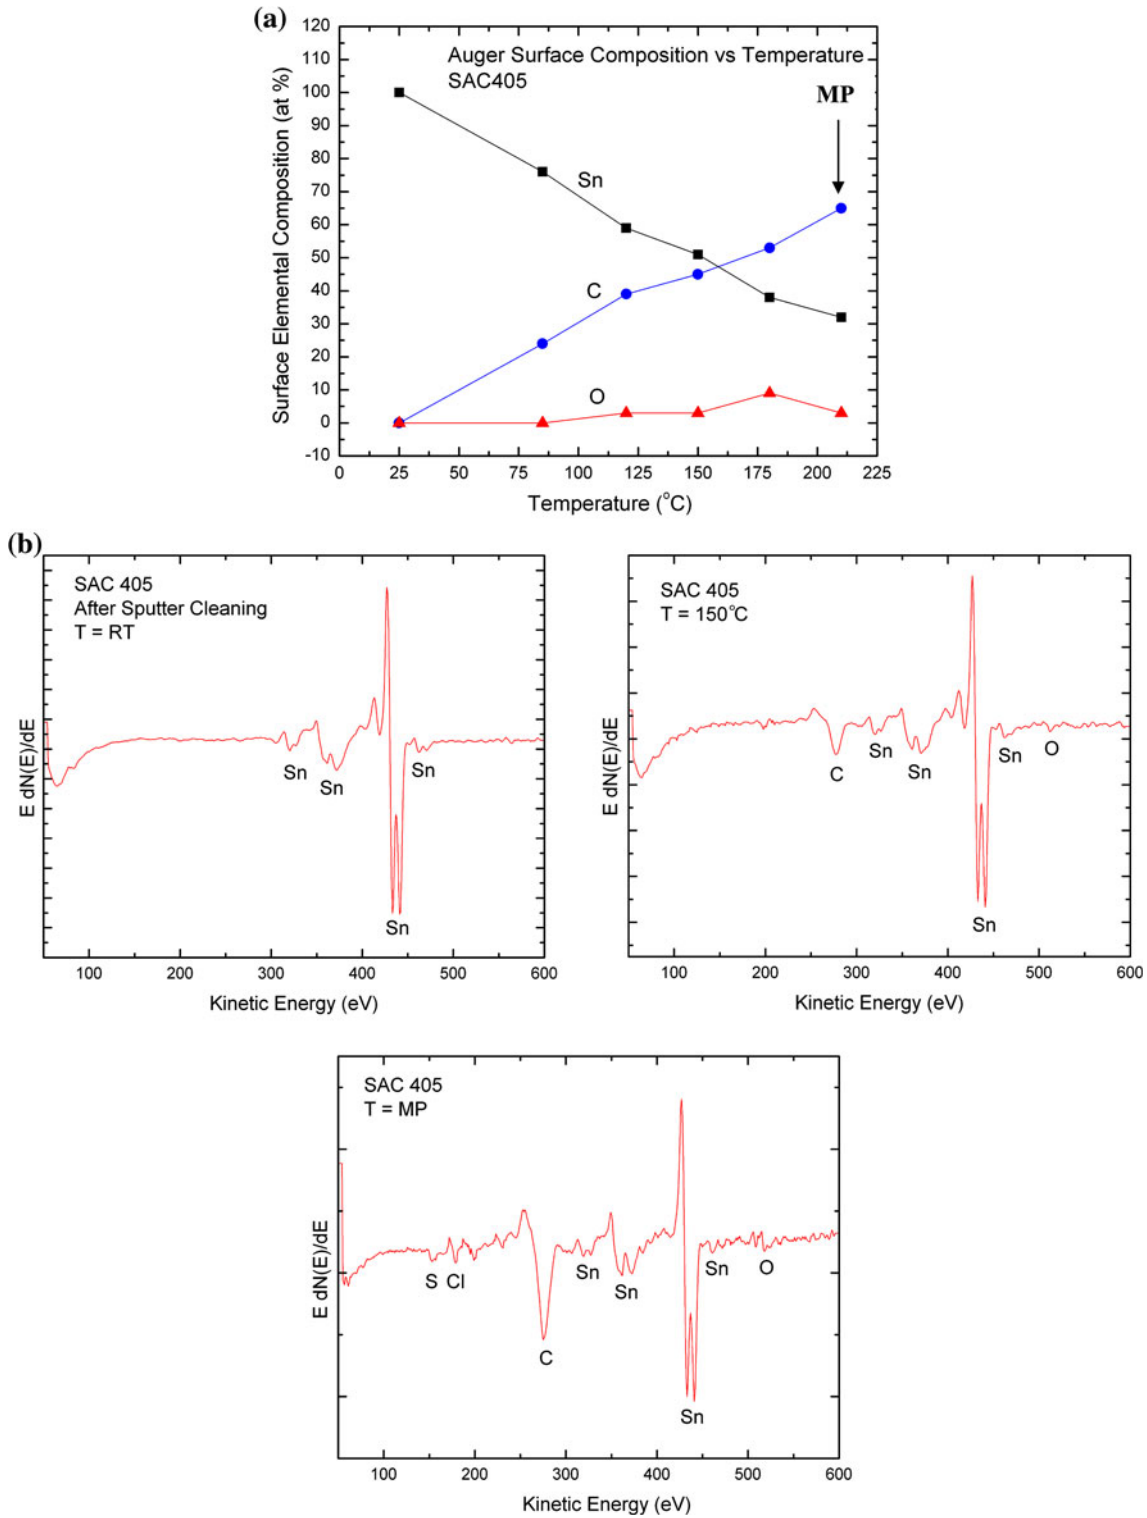 (a)
Auger Surface Composition vs Temperature
SAC405
MP
Sn
C
O
Surface Elemental Composition (at %)
120
110
100
90
80
70
60
50
40
30
20
10
0
-10
0 25 50 75 100 125 150 175 200 225
Temperature (°C)
(b)
SAC 405
After Sputter Cleaning
T = RT
Sn
Sn
Sn
Sn
E dN(E)/dE
100 200 300 400 500 600
Kinetic Energy (eV)
SAC 405
T = 150°C
C
Sn
Sn
Sn
O
Sn
E dN(E)/dE
100 200 300 400 500 600
Kinetic Energy (eV)
SAC 405
T = MP
S Cl
C
Sn
Sn
Sn
O
Sn
E dN(E)/dE
100 200 300 400 500 600
Kinetic Energy (eV)